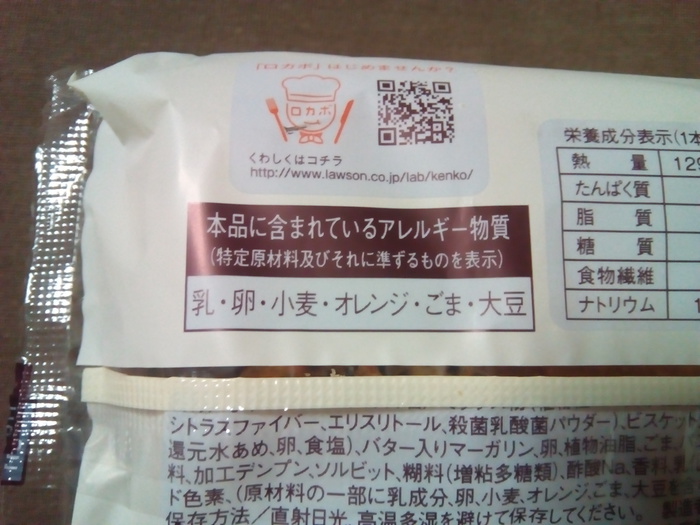 「ロカボ」はじめませんか?
ロカボ
くわしくはコチラ
http://www.lawson.co.jp/lab/kenko/
本品に含まれているアレルギー物質
(特定原材料及びそれに準ずるものを表示)
乳・卵・小麦・オレンジ・ごま・大豆
栄養成分表示(1本
熱量 129
たんぱく質
脂質
糖質
食物繊維
ナトリウム 1
シトラスファイバー、エリスリトール、殺菌乳酸菌パウダー)、ビスケット
還元水あめ、卵、食塩)、バター入りマーガリン、卵、植物油脂、ごま、
料、加工デンプン、ソルビット、糊料(増粘多糖類)、酢酸Na、香料、
ド色素、(原材料の一部に乳成分、卵、小麦、オレンジ、ごま、大豆を
保存方法/直射日光、高温多湿を避けて保存してください。